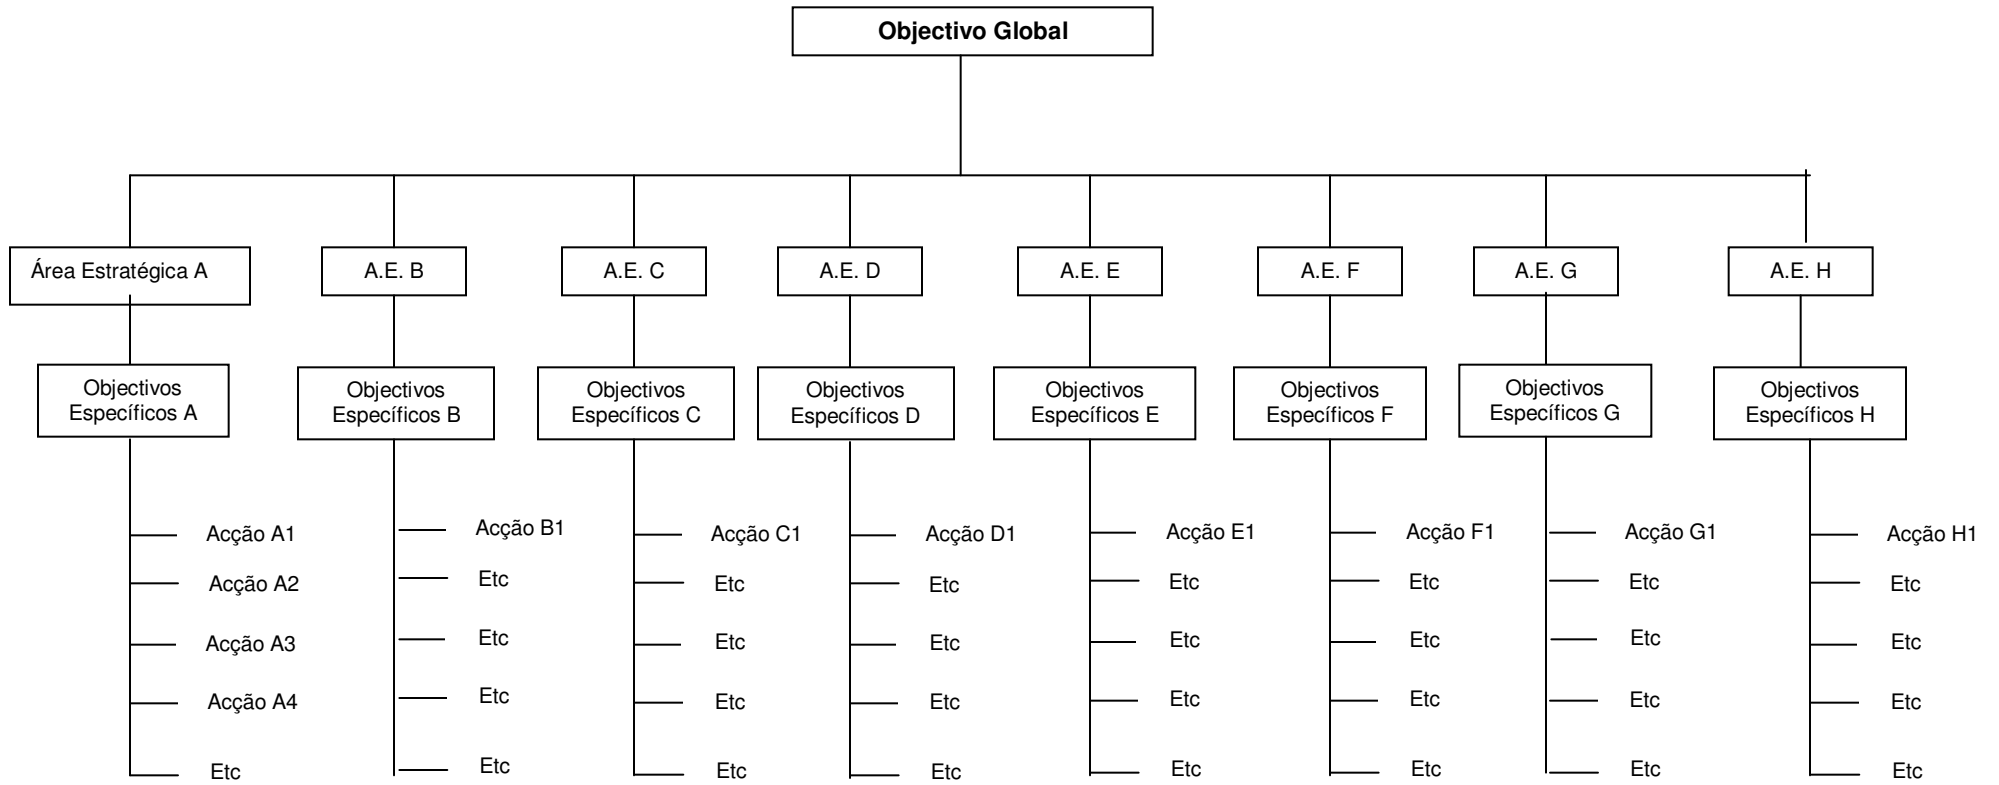 Objectivo Global
Área Estratégica A
A.E. B
A.E. C
A.E. D
A.E. E
A.E. F
A.E. G
A.E. H
Objectivos
Específicos A
Objectivos
Específicos B
Objectivos
Específicos C
Objectivos
Específicos D
Objectivos
Específicos E
Objectivos
Específicos F
Objectivos
Específicos G
Objectivos
Específicos H
Acção A1
Acção A2
Acção A3
Acção A4
Etc
Acção B1
Etc
Etc
Etc
Etc
Acção C1
Etc
Etc
Etc
Etc
Acção D1
Etc
Etc
Etc
Etc
Acção E1
Etc
Etc
Etc
Etc
Acção F1
Etc
Etc
Etc
Etc
Acção G1
Etc
Etc
Etc
Etc
Acção H1
Etc
Etc
Etc
Etc